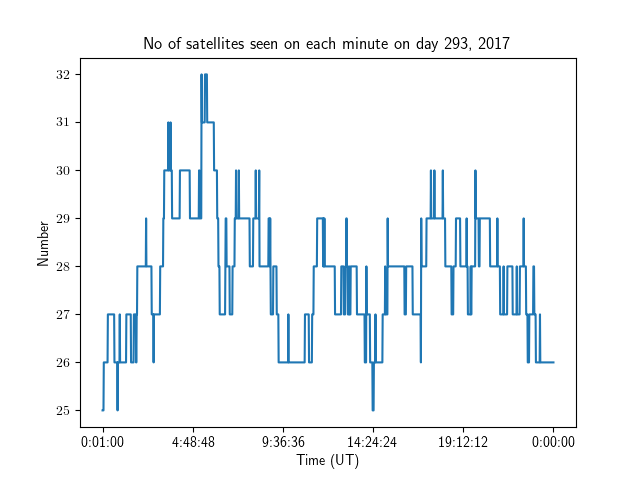 No of satellites seen on each minute on day 293, 2017
32
31
30
29
28
27
26
25
Number
0:01:00 4:48:48 9:36:36 14:24:24 19:12:12 0:00:00
Time (UT)